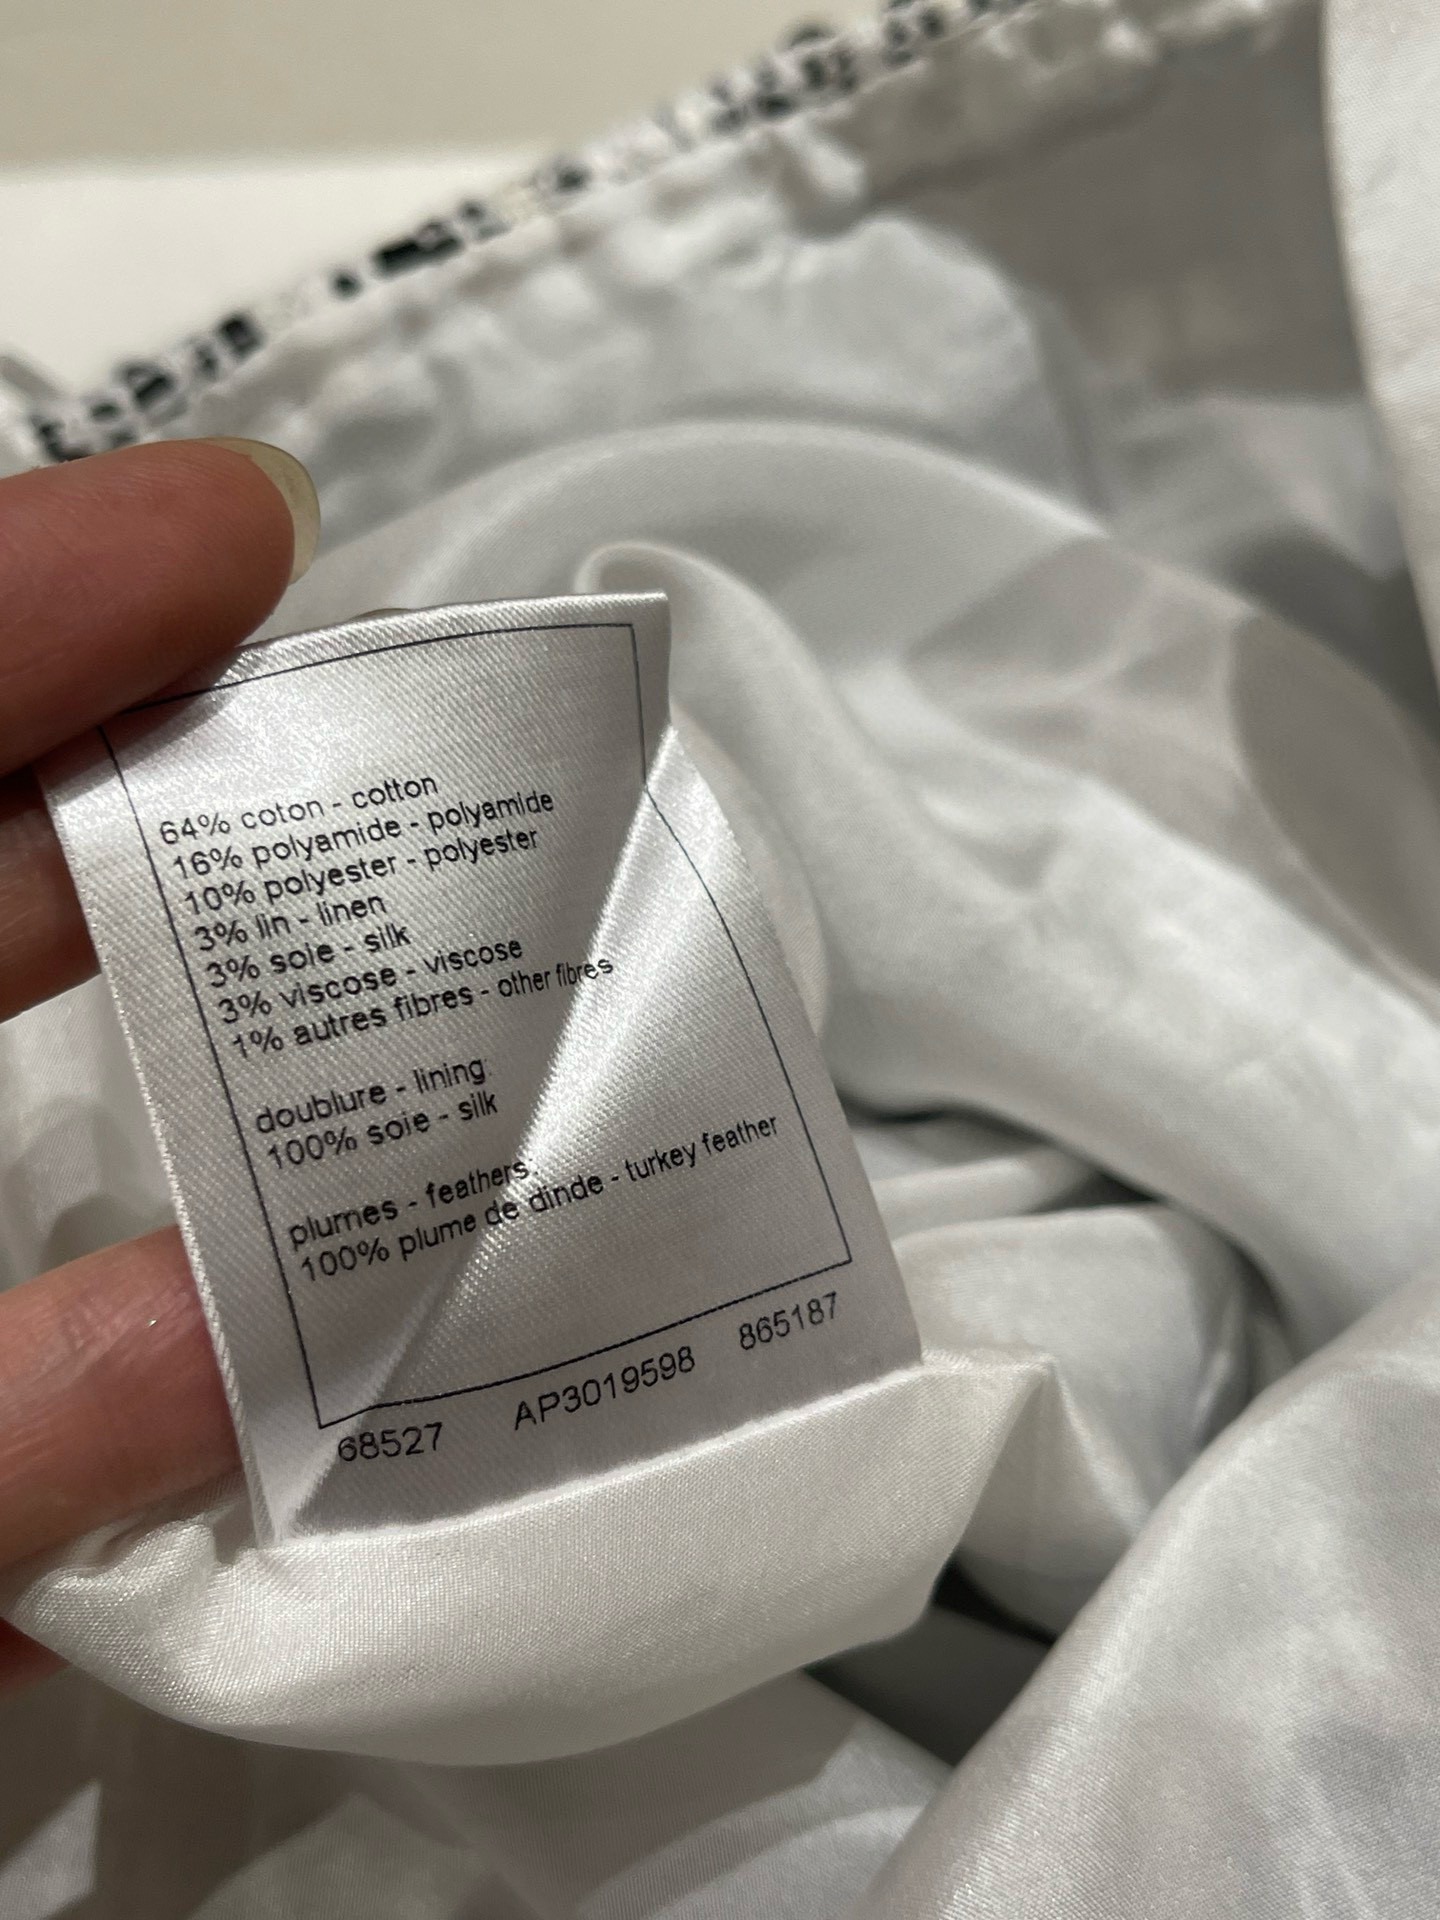 64% coton - cotton
16% polyamide - polyamide
10% polyester - polyester
3% lin - linen
3% soie - silk
3% viscose - viscose
1% autres fibres - other fibres
doublure - lining:
100% soie - silk
plumes - feathers:
100% plume de dinde - turkey feather
68527 AP3019598 865187